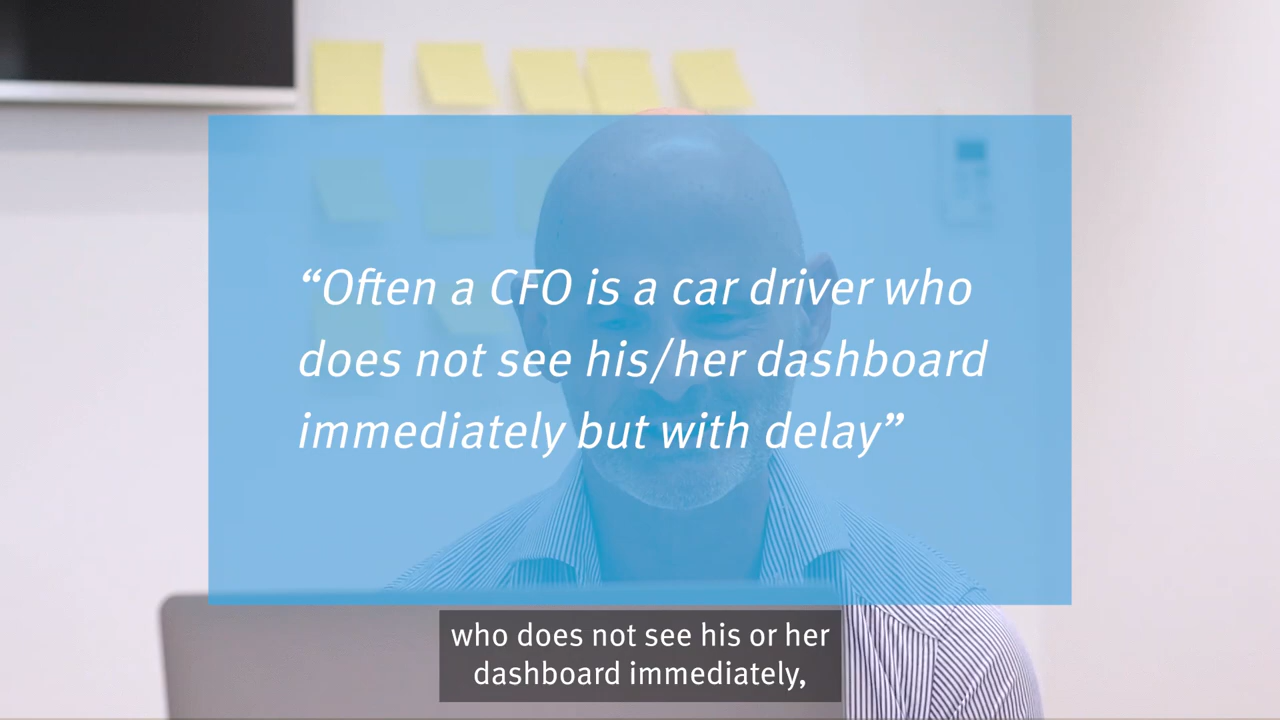 “Often a CFO is a car driver who
does not see his/her dashboard
immediately but with delay”
who does not see his or her
dashboard immediately,